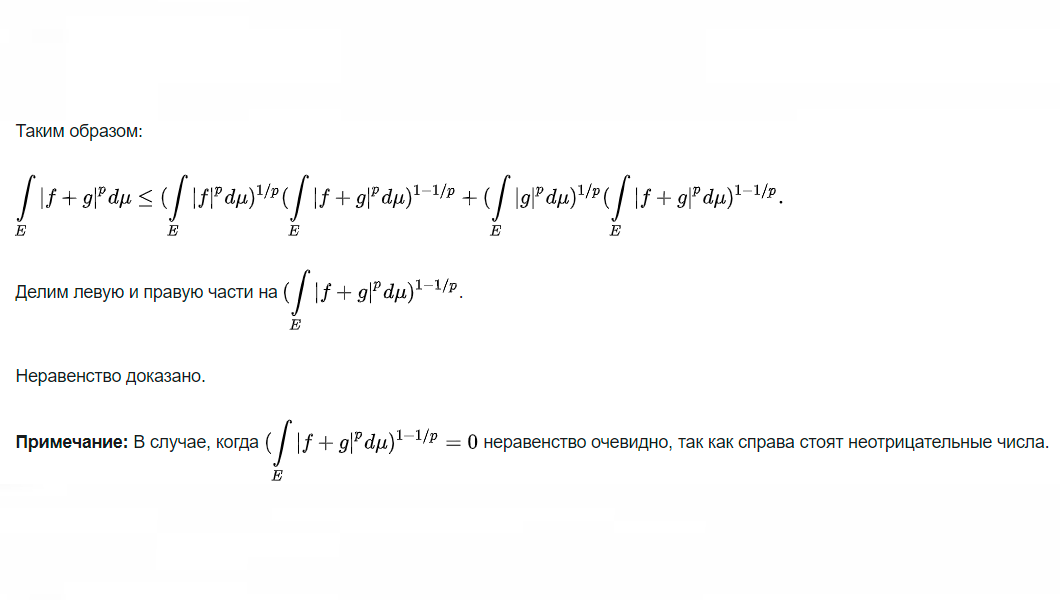 Таким образом:
$\int\limits_E |f+g|^p d\mu \le (\int\limits_E |f|^p d\mu)^{1/p} (\int\limits_E |f+g|^p d\mu)^{1-1/p} + (\int\limits_E |g|^p d\mu)^{1/p} (\int\limits_E |f+g|^p d\mu)^{1-1/p}.$
Делим левую и правую части на $(\int\limits_E |f+g|^p d\mu)^{1-1/p}.$
Неравенство доказано.
Примечание: В случае, когда $(\int\limits_E |f+g|^p d\mu)^{1-1/p} = 0$ неравенство очевидно, так как справа стоят неотрицательные числа.